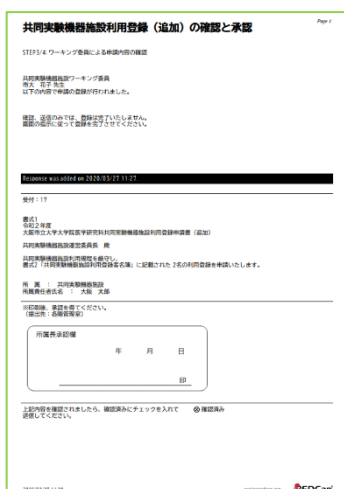 共同実験機器施設利用登録（追加）の確認と承認
Page 1
STEP3/4 ワーキング委員による申請内容の確認
共同実験機器施設ワーキング委員
市大 花子 先生
以下の内容で申請の登録が行われました。
確認、送信のみでは、登録は完了いたしません。
画面の指示に従って登録を完了させてください。
Response was added on 2020/03/27 11:27.
受付：17
書式1
令和2年度
大阪市立大学大学院医学研究科共同実験機器施設利用登録申請書（追加）
共同実験機器施設運営委員長 殿
共同実験機器施設利用規程を厳守し、
書式2「共同実験機器施設利用登録者名簿」に記載された 2名の利用登録を申請いたします。
所 属 ： 共同実験機器施設
所属責任者氏名 ： 大阪 太郎
※印刷後、承認を得てください。
（提出先：各階管理室）
所属長承認欄
年 月 日
印
上記内容を確認されましたら、確認済みにチェックを入れて
送信してください。
確認済み
REDCap